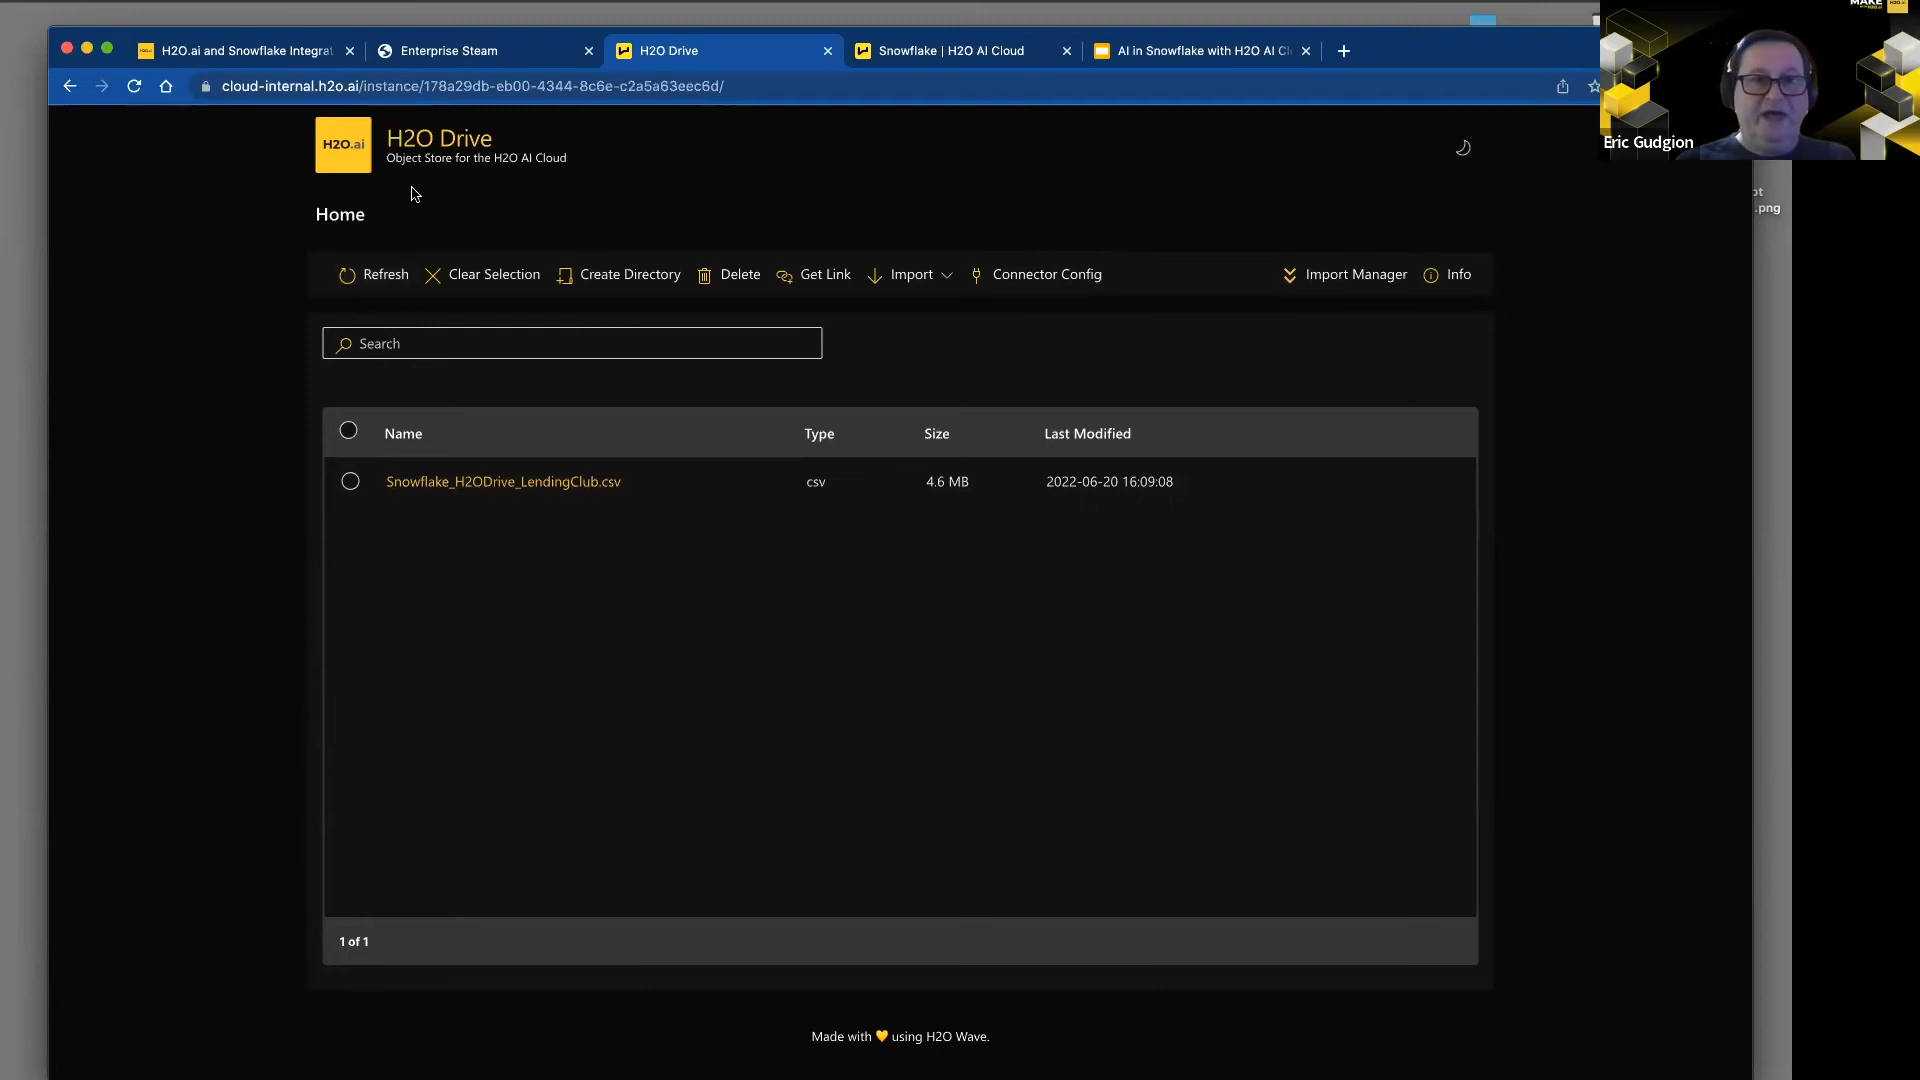 H2O.ai and Snowflake Integrat
Enterprise Steam
H2O Drive
Snowflake | H2O AI Cloud
AI in Snowflake with H2O AI Cl
cloud-internal.h2o.ai/instance/178a29db-eb00-4344-8c6e-c2a5a63eec6d/
MAKE
Eric Gudgion
H2O.ai
H2O Drive
Object Store for the H2O AI Cloud
.png
Home
Refresh
Clear Selection
Create Directory
Delete
Get Link
Import
Connector Config
Import Manager
Info
Search
Name
Type
Size
Last Modified
Snowflake_H2ODrive_LendingClub.csv
csv
4.6 MB
2022-06-20 16:09:08
1 of 1
Made with 💛 using H2O Wave.